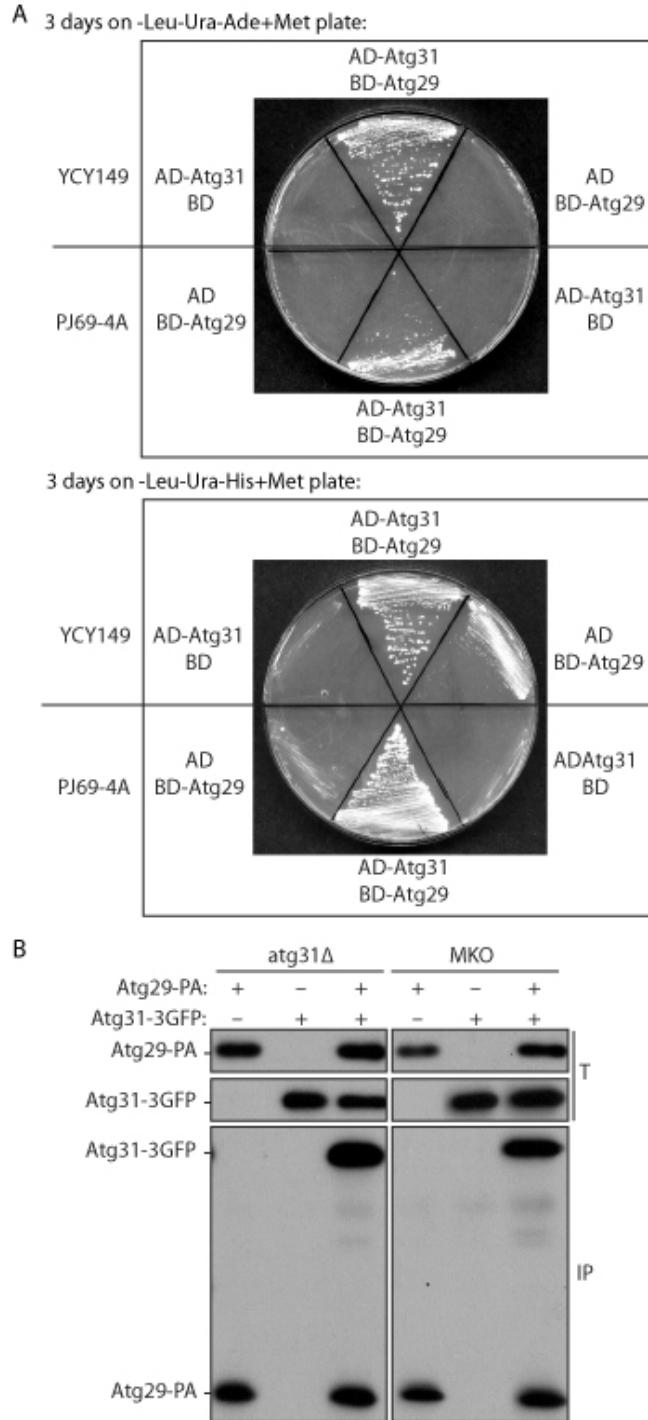 A 3 days on -Leu-Ura-Ade+Met plate:
AD-Atg31
BD-Atg29
YCY149
AD-Atg31
BD
AD
BD-Atg29
PJ69-4A
AD
BD-Atg29
AD-Atg31
BD
AD-Atg31
BD-Atg29
3 days on -Leu-Ura-His+Met plate:
AD-Atg31
BD-Atg29
YCY149
AD-Atg31
BD
AD
BD-Atg29
PJ69-4A
AD
BD-Atg29
ADAtg31
BD
AD-Atg31
BD-Atg29
B
atg31Δ MKO
Atg29-PA: + – + + – +
Atg31-3GFP: – + + – + +
Atg29-PA
T
Atg31-3GFP
Atg31-3GFP
IP
Atg29-PA